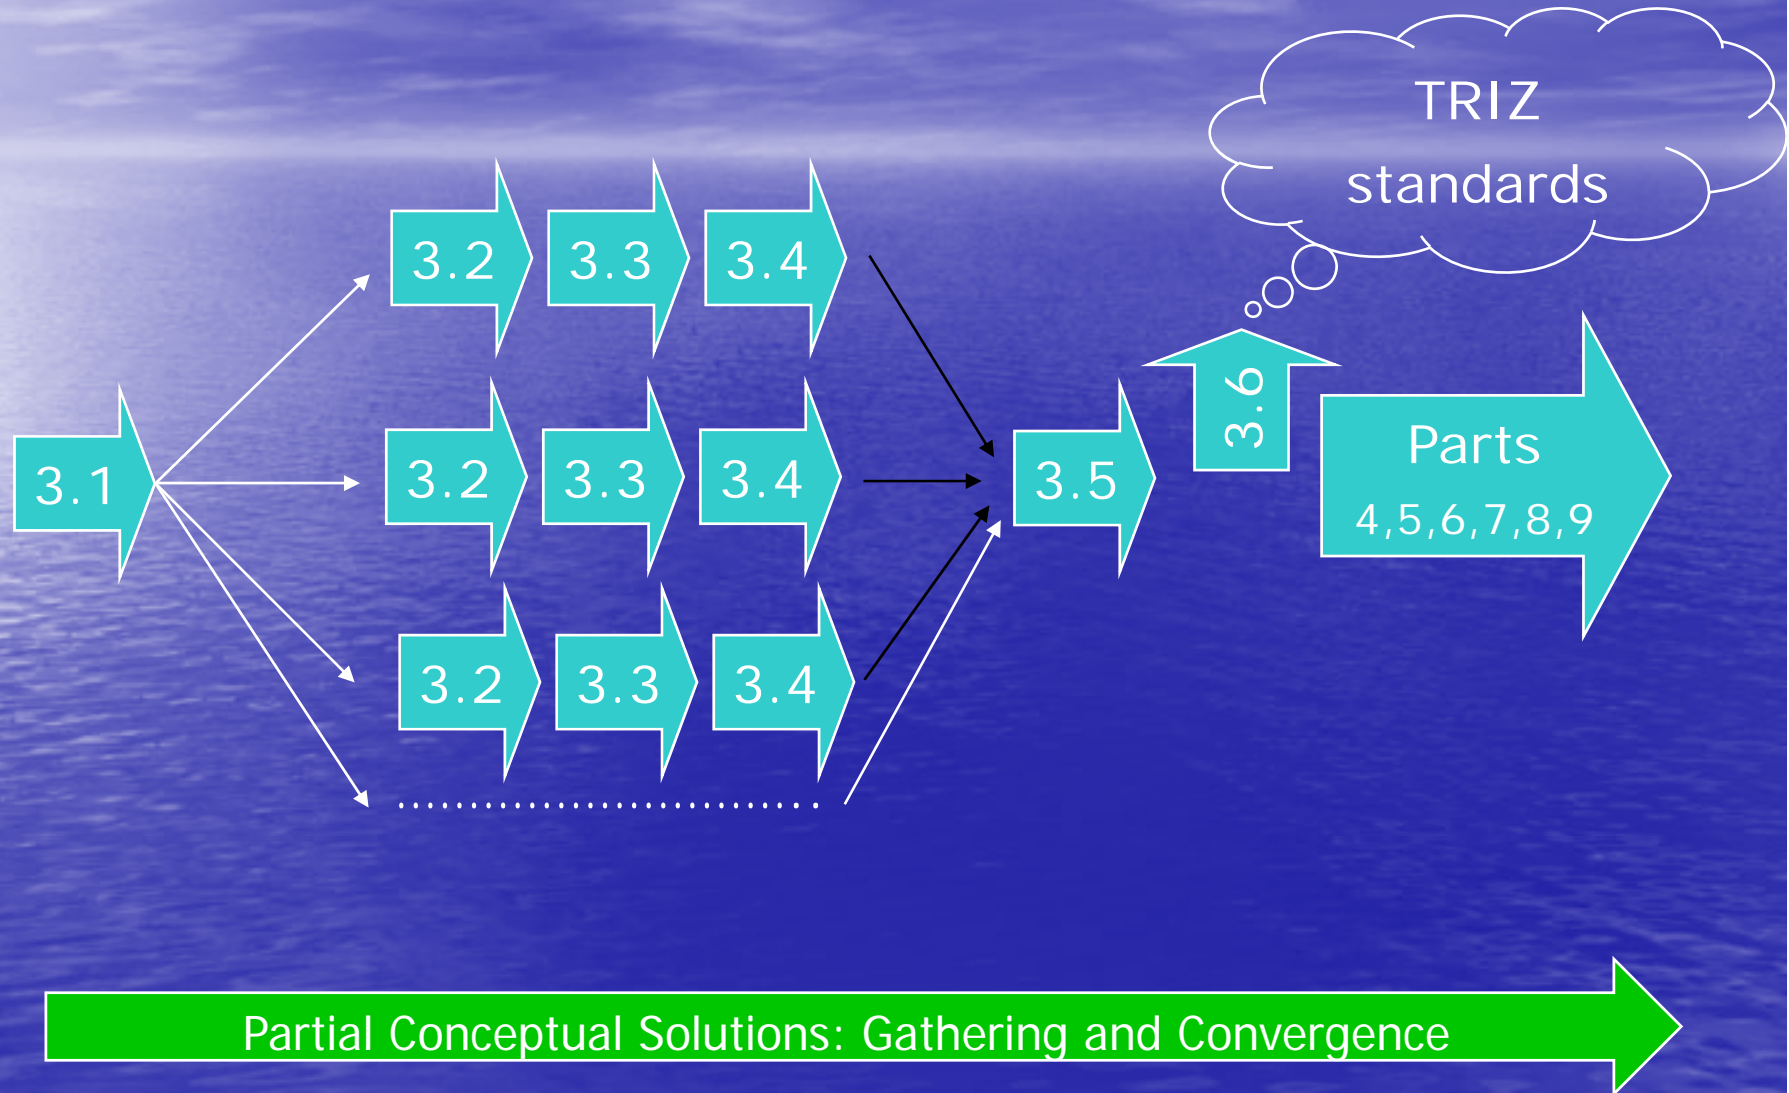 TRIZ
standards
3.2 3.3 3.4
3.6
3.1
3.2 3.3 3.4
3.5
Parts
4,5,6,7,8,9
3.2 3.3 3.4
Partial Conceptual Solutions: Gathering and Convergence